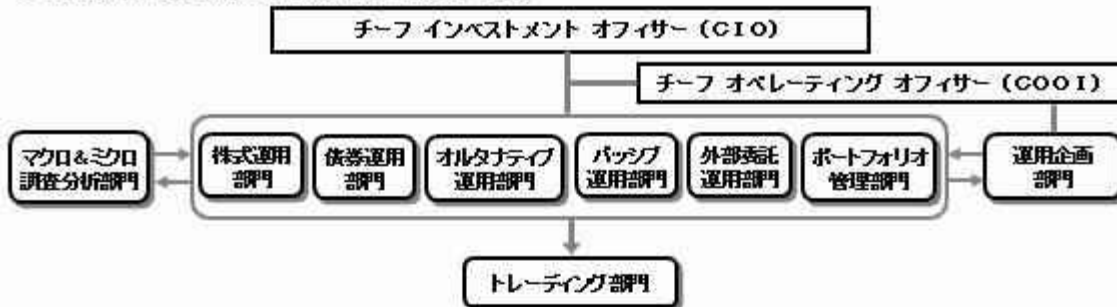 チーフ インベストメント オフィサー (CIO)
チーフ オペレーティング オフィサー (COOI)
マクロ&ミクロ
調査分析部門
株式運用
部門
債券運用
部門
オルタナティブ
運用部門
パッシブ
運用部門
外部委託
運用部門
ポートフォリオ
管理部門
運用企画
部門
トレーディング部門